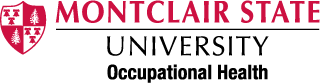 MONTCLAIR STATE
UNIVERSITY
Occupational Health